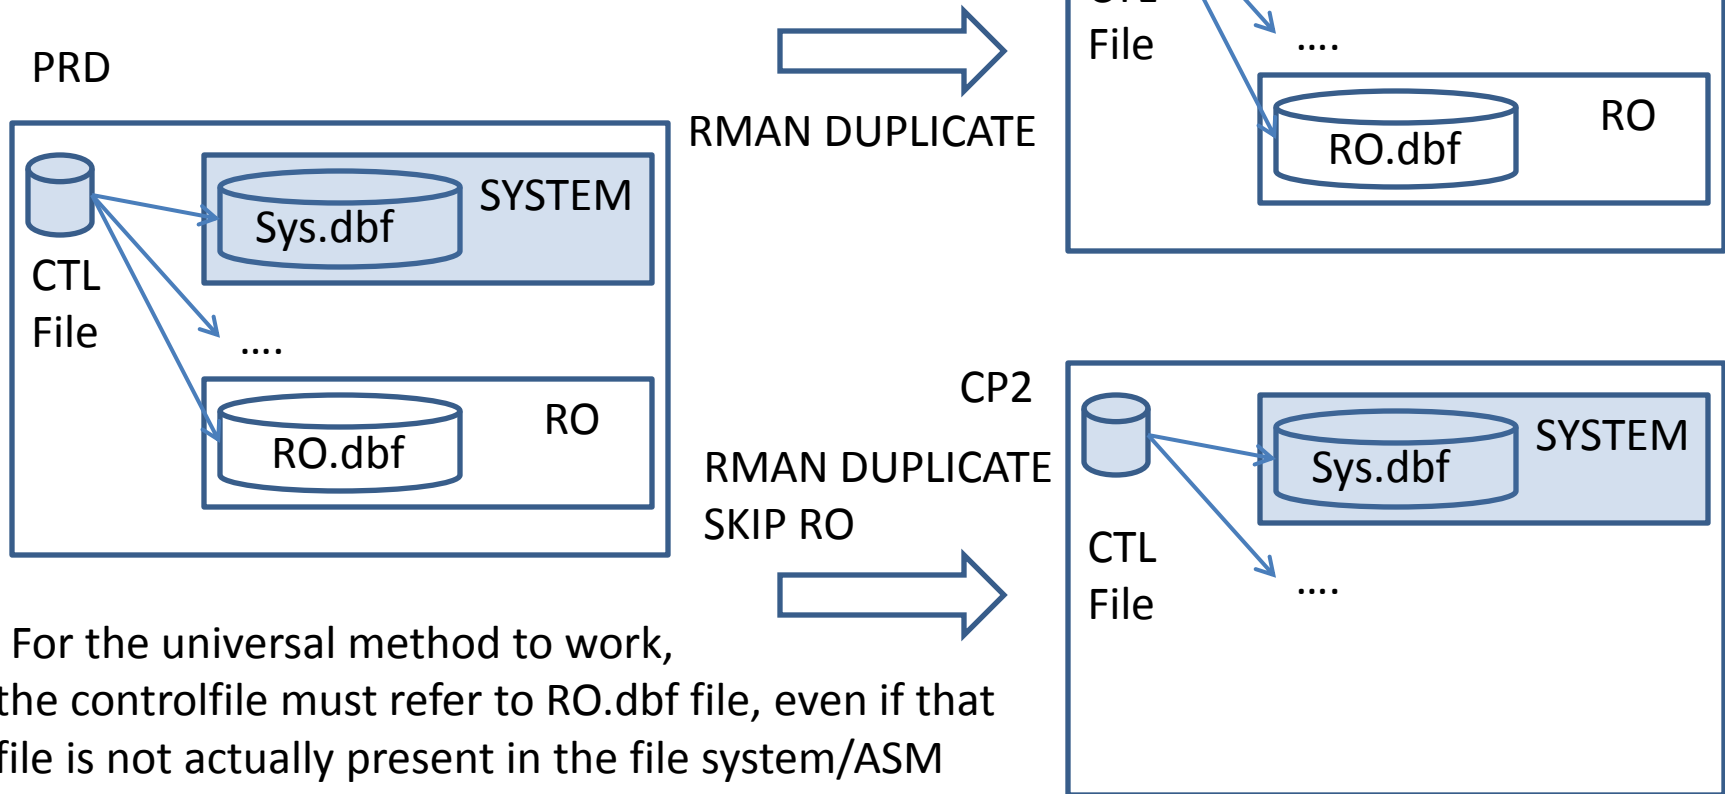 PRD
CTL
File
Sys.dbf
SYSTEM
....
RO.dbf
RO
RMAN DUPLICATE
File
....
RO.dbf
RO
RMAN DUPLICATE
SKIP RO
CP2
CTL
File
Sys.dbf
SYSTEM
....
For the universal method to work,
the controlfile must refer to RO.dbf file, even if that
file is not actually present in the file system/ASM